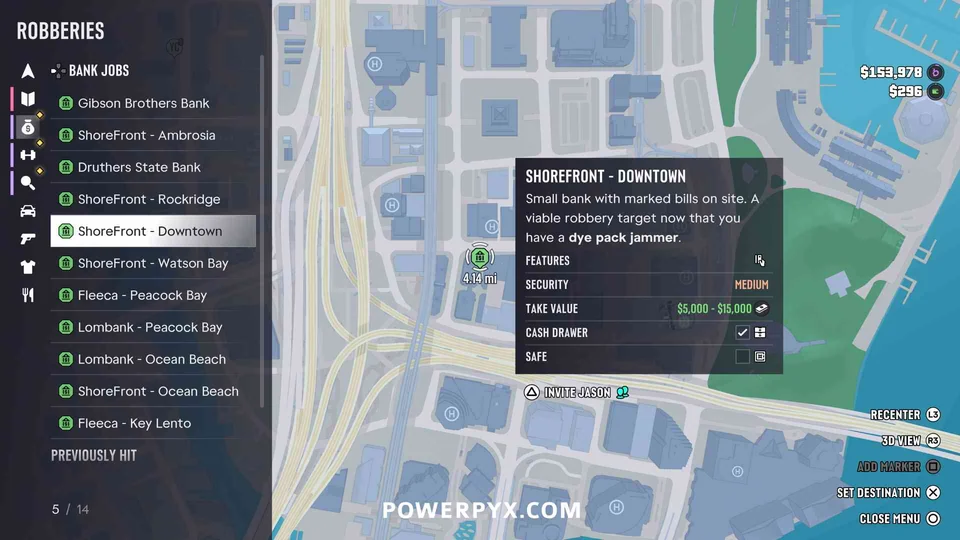 ROBBERIES
BANK JOBS
Gibson Brothers Bank
ShoreFront - Ambrosia
Druthers State Bank
ShoreFront - Rockridge
ShoreFront - Downtown
ShoreFront - Watson Bay
Fleeca - Peacock Bay
Lombank - Peacock Bay
Lombank - Ocean Beach
ShoreFront - Ocean Beach
Fleeca - Key Lento
PREVIOUSLY HIT
5 / 14
$153,978
$296
4.14 mi
SHOREFRONT - DOWNTOWN
Small bank with marked bills on site. A
viable robbery target now that you
have a dye pack jammer.
FEATURES
SECURITY MEDIUM
TAKE VALUE $5,000 - $15,000
CASH DRAWER
SAFE
INVITE JASON
RECENTER L3
3D VIEW R3
ADD MARKER
SET DESTINATION
CLOSE MENU
POWERPYX.COM